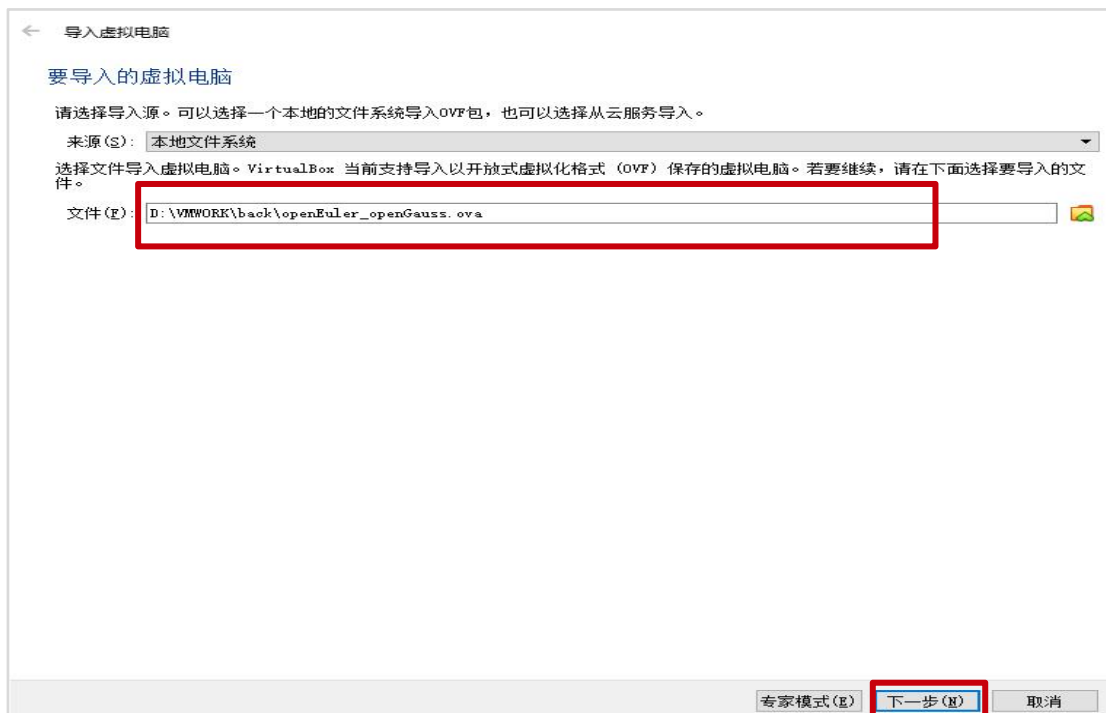 导入虚拟电脑
要导入的虚拟电脑
请选择导入源。可以选择一个本地的文件系统导入OVF包，也可以选择从云服务导入。
来源(S): 本地文件系统
选择文件导入虚拟电脑。VirtualBox 当前支持导入以开放式虚拟化格式 (OVF) 保存的虚拟电脑。若要继续，请在下面选择要导入的文
件。
文件(F): D:\VMWORK\back\openEuler_openGauss.ova
专家模式(E) 下一步(N) 取消